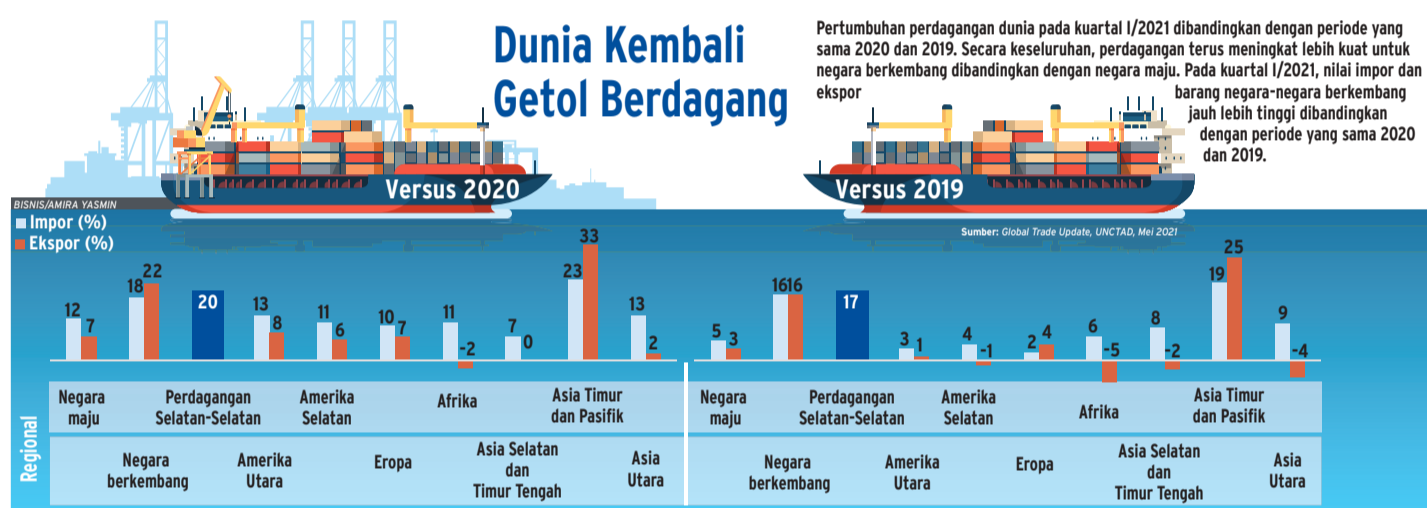 Dunia Kembali
Getol Berdagang
Pertumbuhan perdagangan dunia pada kuartal I/2021 dibandingkan dengan periode yang
sama 2020 dan 2019. Secara keseluruhan, perdagangan terus meningkat lebih kuat untuk
negara berkembang dibandingkan dengan negara maju. Pada kuartal I/2021, nilai impor dan
ekspor barang negara-negara berkembang
jauh lebih tinggi dibandingkan
dengan periode yang sama 2020
dan 2019.
Versus 2020
Versus 2019
BISNIS/AMIRA YASMIN
Impor (%)
Ekspor (%)
Sumber: Global Trade Update, UNCTAD, Mei 2021
12 7 18 22 20 13 8 11 6 10 7 11 -2 7 0 23 33 13 2
5 3 16 16 17 3 1 4 -1 2 4 6 -5 8 -2 19 25 9 -4
Regional
Negara
maju
Perdagangan
Selatan-Selatan
Amerika
Selatan
Afrika
Asia Timur
dan Pasifik
Negara
berkembang
Amerika
Utara
Eropa
Asia Selatan
dan
Timur Tengah
Asia
Utara
Negara
maju
Perdagangan
Selatan-Selatan
Amerika
Selatan
Afrika
Asia Timur
dan Pasifik
Negara
berkembang
Amerika
Utara
Eropa
Asia Selatan
dan
Timur Tengah
Asia
Utara